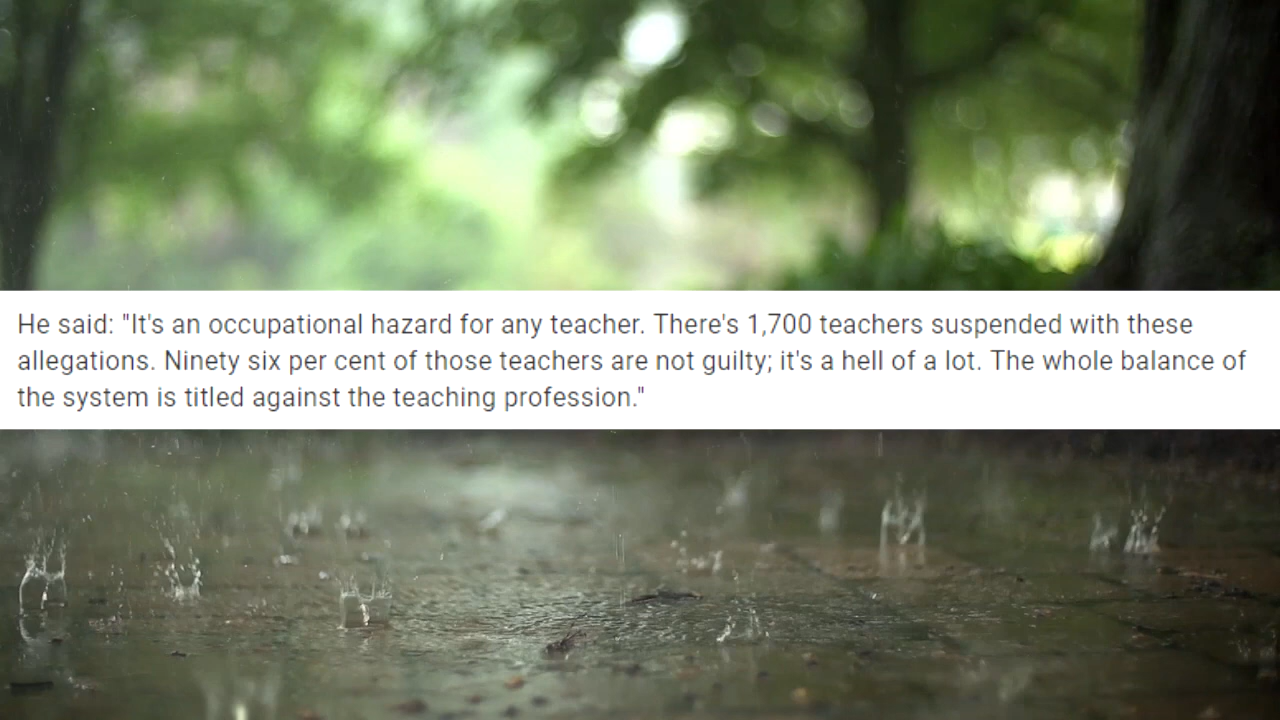 He said: "It's an occupational hazard for any teacher. There's 1,700 teachers suspended with these
allegations. Ninety six per cent of those teachers are not guilty; it's a hell of a lot. The whole balance of
the system is titled against the teaching profession."